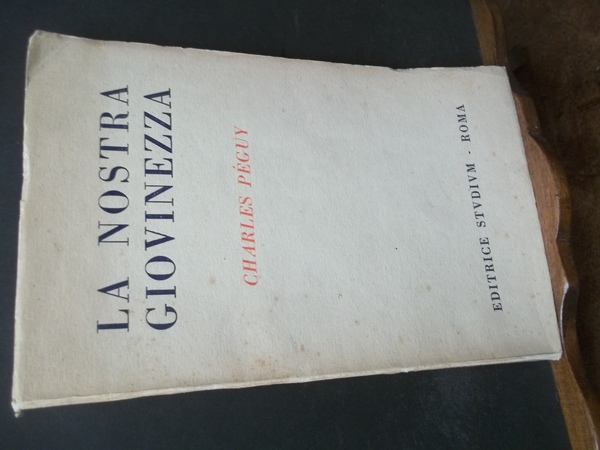 LA NOSTRA
GIOVINEZZA
CHARLES PÉGUY
EDITRICE STVDIVM - ROMA